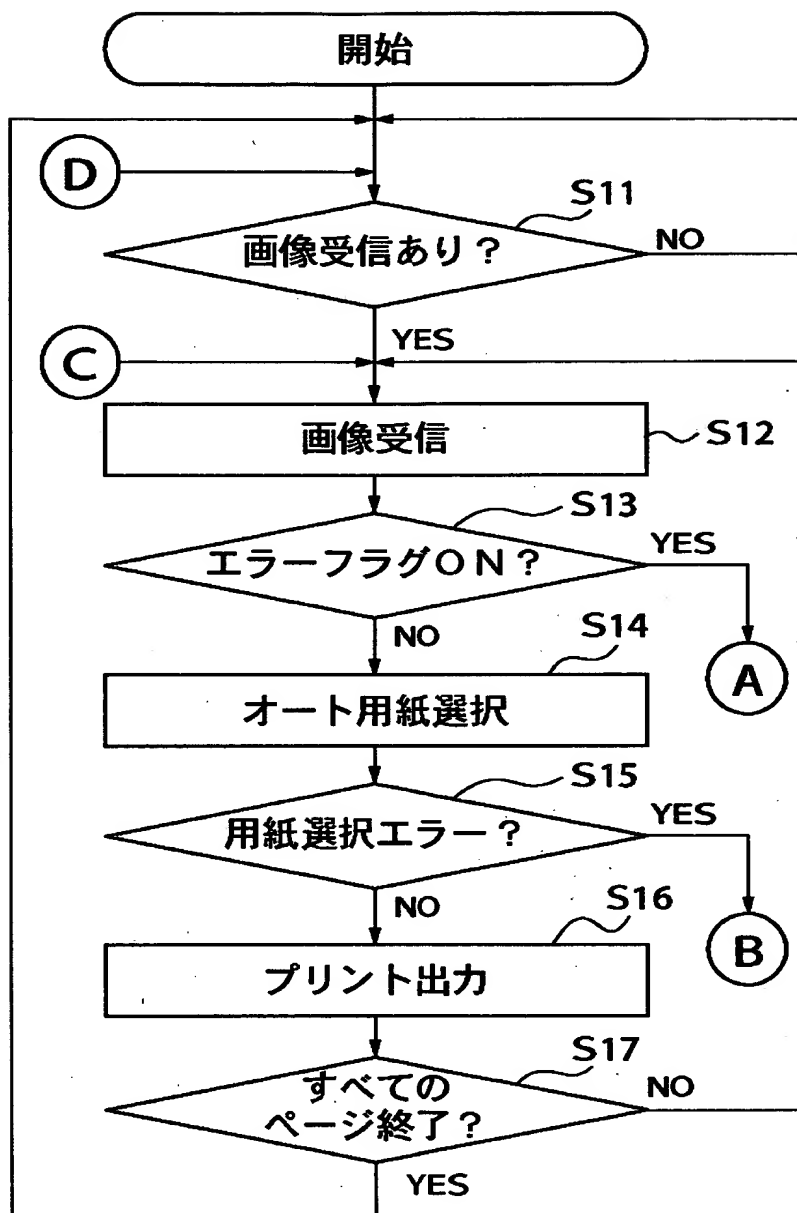 開始
D
S11
画像受信あり？
NO
YES
C
画像受信
S12
S13
エラーフラグON？
YES
NO
A
S14
オート用紙選択
S15
用紙選択エラー？
YES
NO
B
S16
プリント出力
S17
すべての
ページ終了？
NO
YES